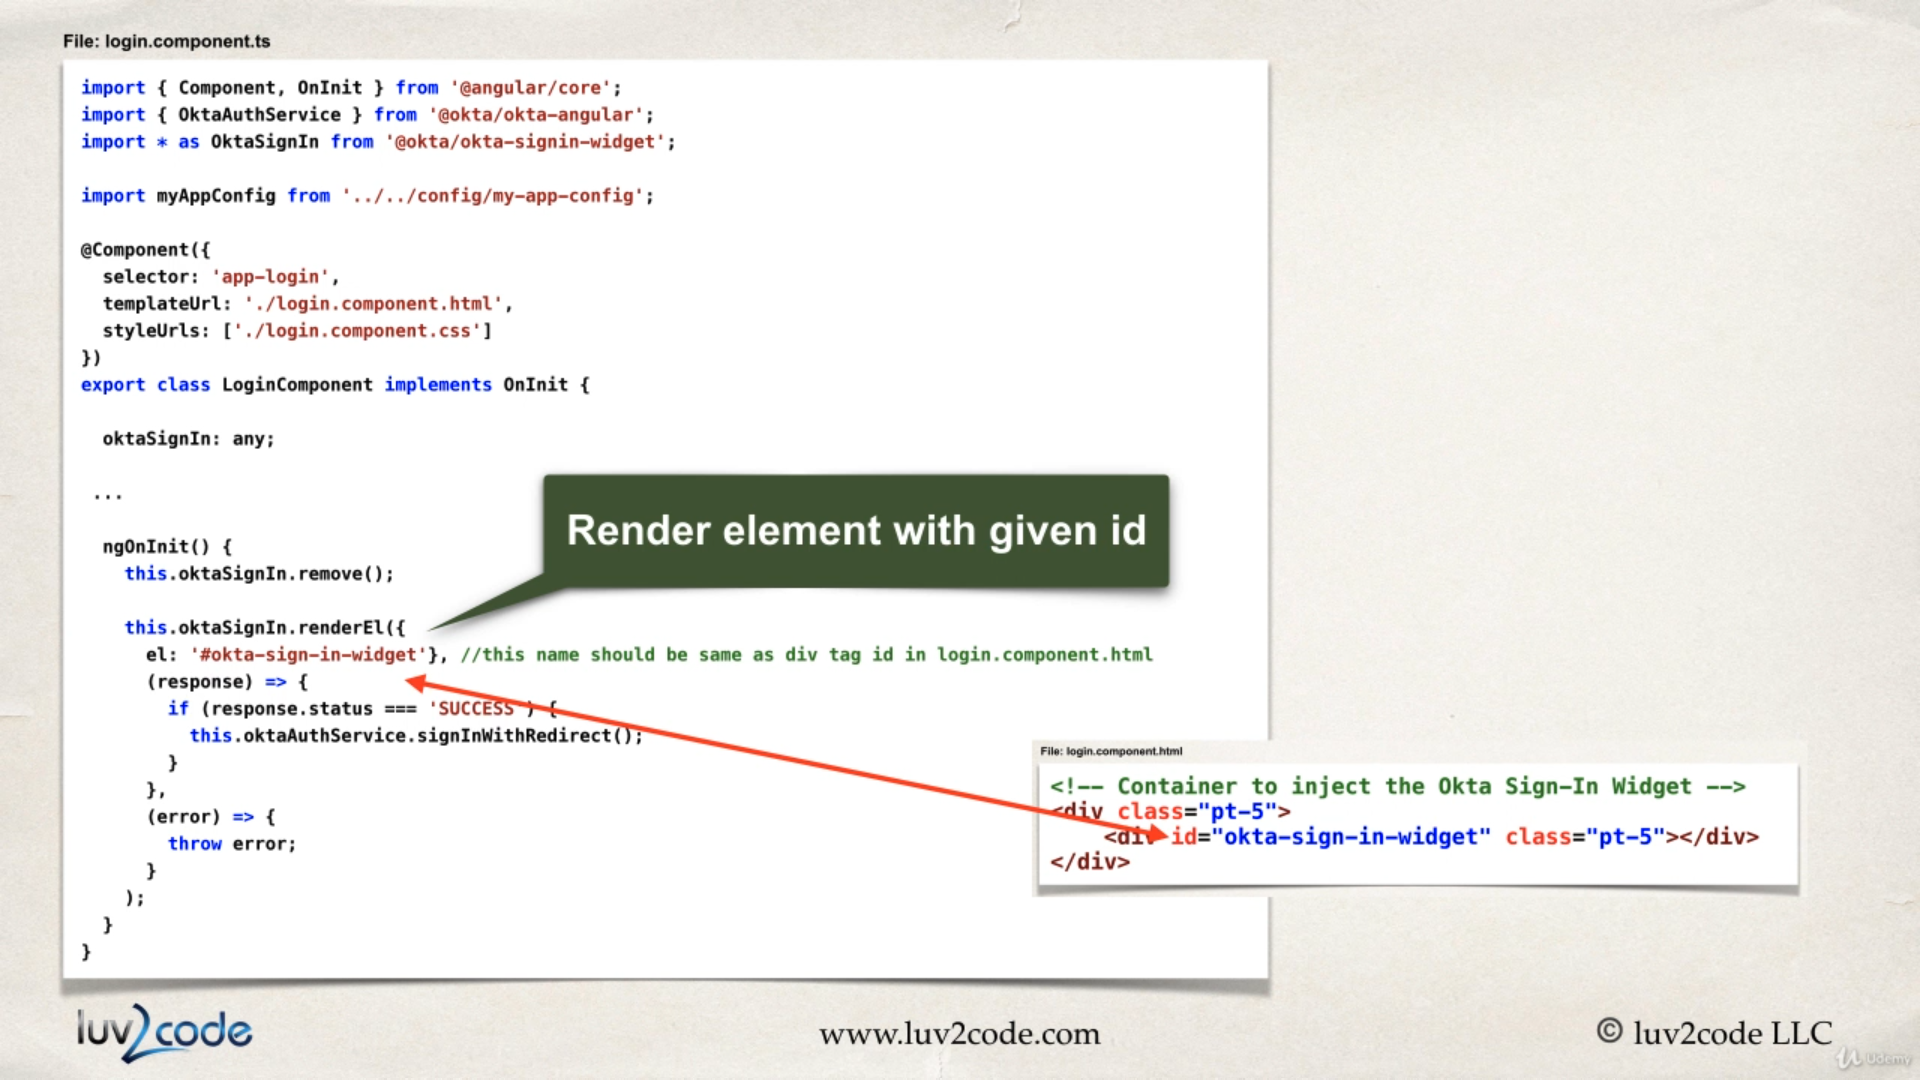 File: login.component.ts
import { Component, OnInit } from '@angular/core';
import { OktaAuthService } from '@okta/okta-angular';
import * as OktaSignIn from '@okta/okta-signin-widget';
import myAppConfig from '../../config/my-app-config';
@Component({
  selector: 'app-login',
  templateUrl: './login.component.html',
  styleUrls: ['./login.component.css']
})
export class LoginComponent implements OnInit {
  oktaSignIn: any;
 ...
Render element with given id
  ngOnInit() {
    this.oktaSignIn.remove();
    this.oktaSignIn.renderEl({
      el: '#okta-sign-in-widget'}, //this name should be same as div tag id in login.component.html
      (response) => {
        if (response.status === 'SUCCESS') {
          this.oktaAuthService.signInWithRedirect();
        }
      },
      (error) => {
        throw error;
      }
    );
  }
}
File: login.component.html
<!-- Container to inject the Okta Sign-In Widget -->
<div class="pt-5">
    <div id="okta-sign-in-widget" class="pt-5"></div>
</div>
luv2code
www.luv2code.com
© luv2code LLC
Udemy